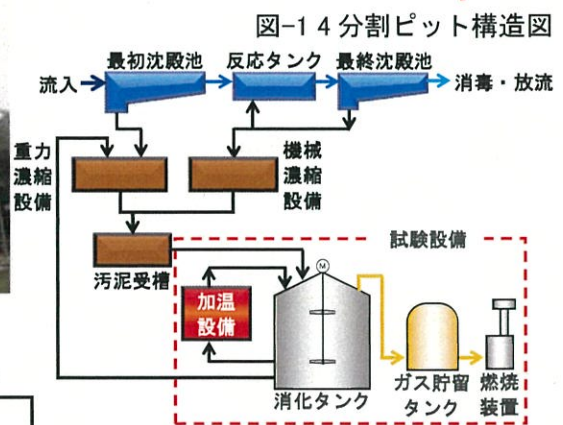 図-1 4分割ピット構造図
最初沈殿池
反応タンク
最終沈殿池
流入
消毒・放流
重力
濃縮
設備
機械
濃縮
設備
汚泥受槽
試験設備
M
加温
設備
消化タンク
ガス貯留
タンク
燃焼
装置